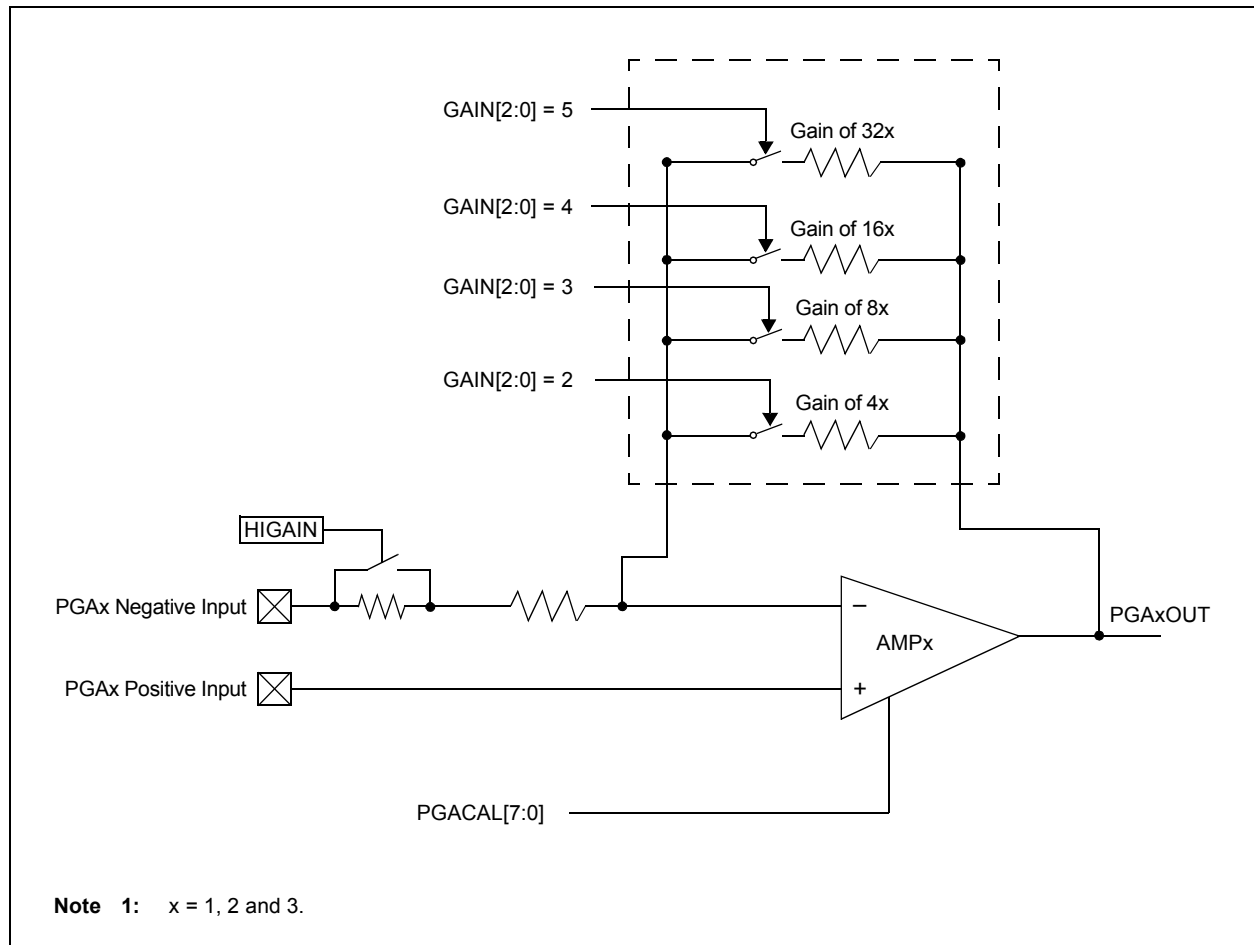 GAIN[2:0] = 5
Gain of 32x
GAIN[2:0] = 4
Gain of 16x
GAIN[2:0] = 3
Gain of 8x
GAIN[2:0] = 2
Gain of 4x
HIGAIN
PGAx Negative Input
–
PGAxOUT
AMPx
PGAx Positive Input
+
PGACAL[7:0]
Note 1: x = 1, 2 and 3.